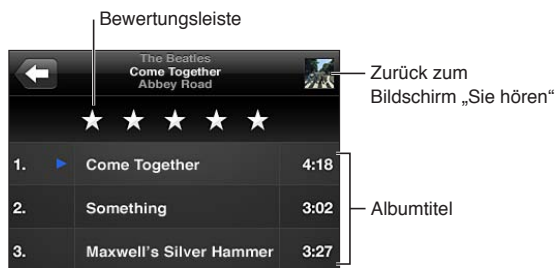 Bewertungsleiste
The Beatles
Come Together
Abbey Road
Zurück zum
Bildschirm „Sie hören“
1. Come Together 4:18
2. Something 3:02
3. Maxwell's Silver Hammer 3:27
Albumtitel